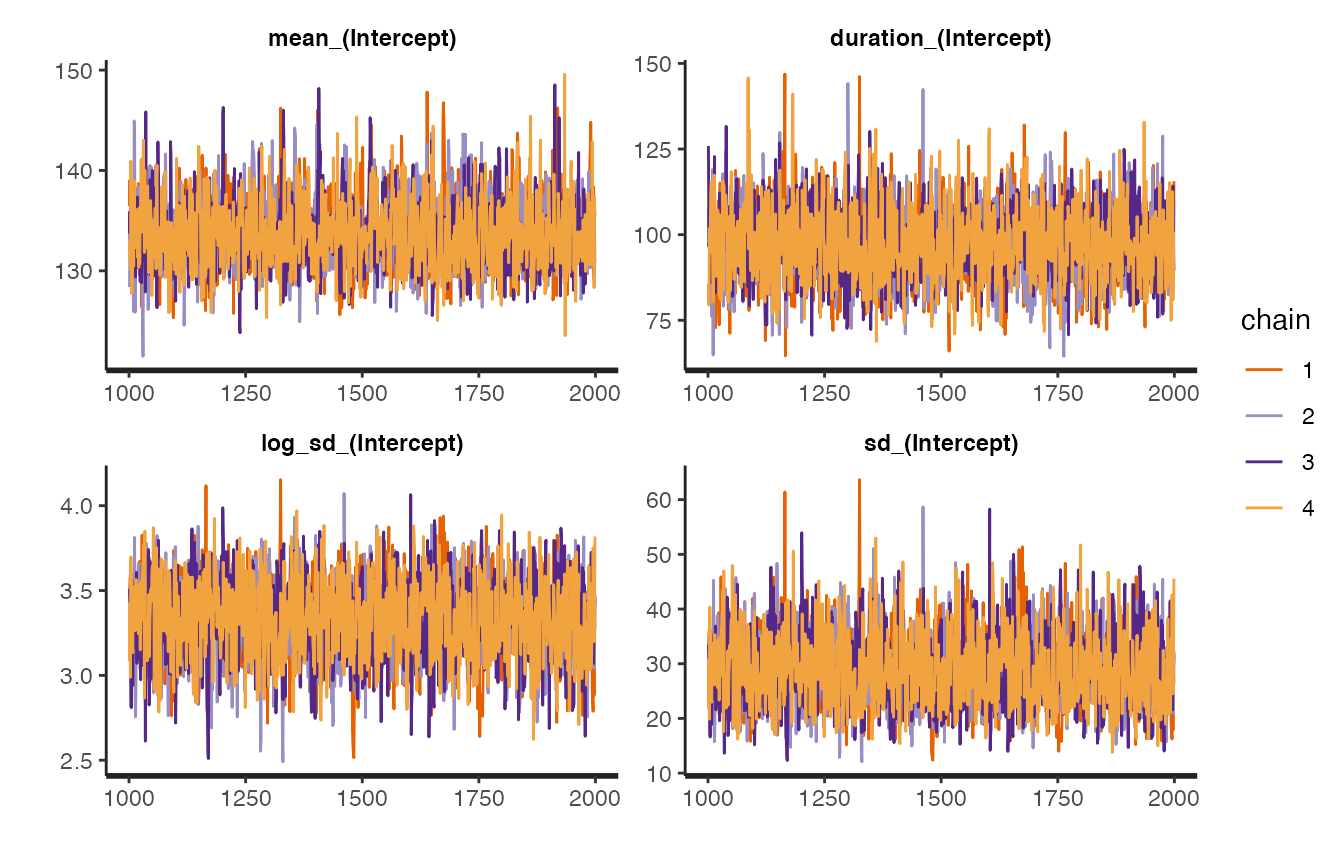 mean_(Intercept)
150
140
130
1000 1250 1500 1750 2000
duration_(Intercept)
150
125
100
75
1000 1250 1500 1750 2000
log_sd_(Intercept)
4.0
3.5
3.0
2.5
1000 1250 1500 1750 2000
sd_(Intercept)
60
50
40
30
20
10
1000 1250 1500 1750 2000
chain
1
2
3
4